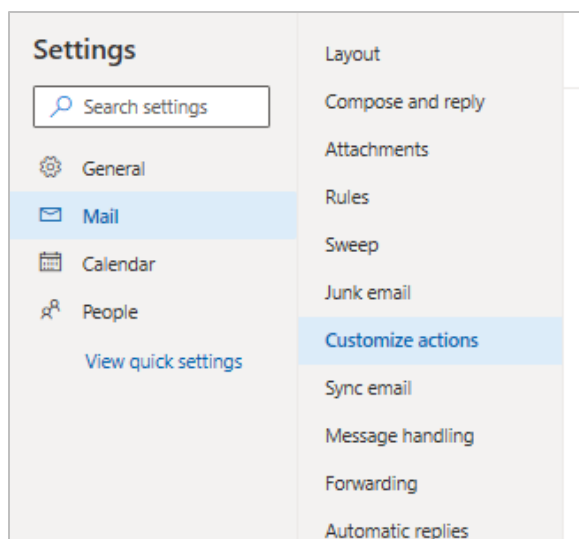 Settings
Search settings
General
Mail
Calendar
People
View quick settings
Layout
Compose and reply
Attachments
Rules
Sweep
Junk email
Customize actions
Sync email
Message handling
Forwarding
Automatic replies